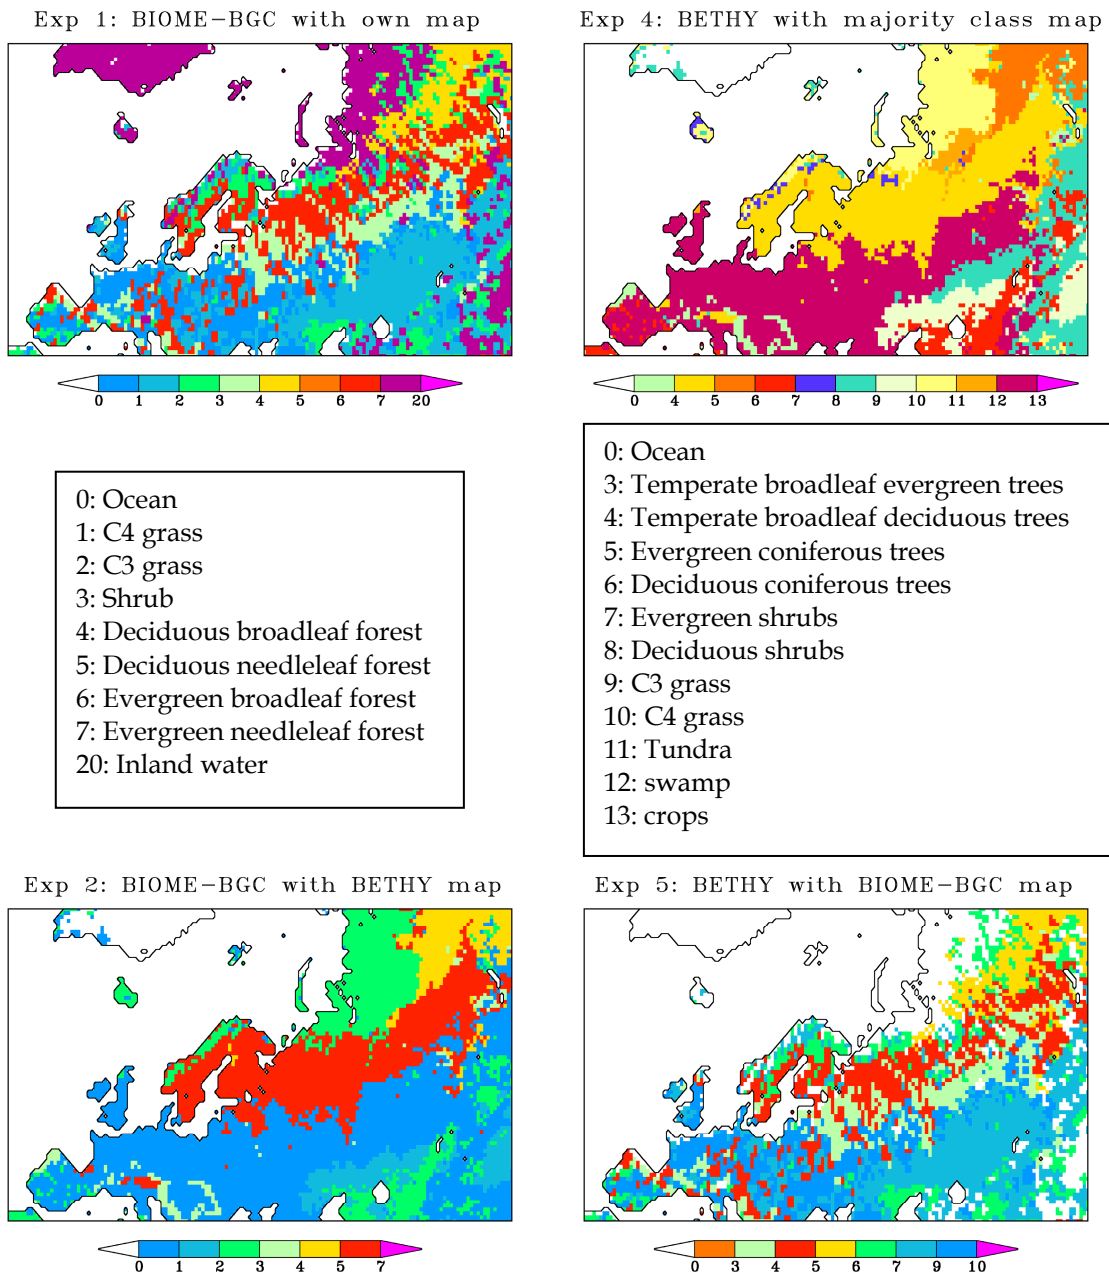 Exp 1: BIOME-BGC with own map
Exp 4: BETHY with majority class map
0 1 2 3 4 5 6 7 20
0 4 5 6 7 8 9 10 11 12 13
0: Ocean
1: C4 grass
2: C3 grass
3: Shrub
4: Deciduous broadleaf forest
5: Deciduous needleleaf forest
6: Evergreen broadleaf forest
7: Evergreen needleleaf forest
20: Inland water
0: Ocean
3: Temperate broadleaf evergreen trees
4: Temperate broadleaf deciduous trees
5: Evergreen coniferous trees
6: Deciduous coniferous trees
7: Evergreen shrubs
8: Deciduous shrubs
9: C3 grass
10: C4 grass
11: Tundra
12: swamp
13: crops
Exp 2: BIOME-BGC with BETHY map
Exp 5: BETHY with BIOME-BGC map
0 1 2 3 4 5 7
0 3 4 5 6 7 9 10